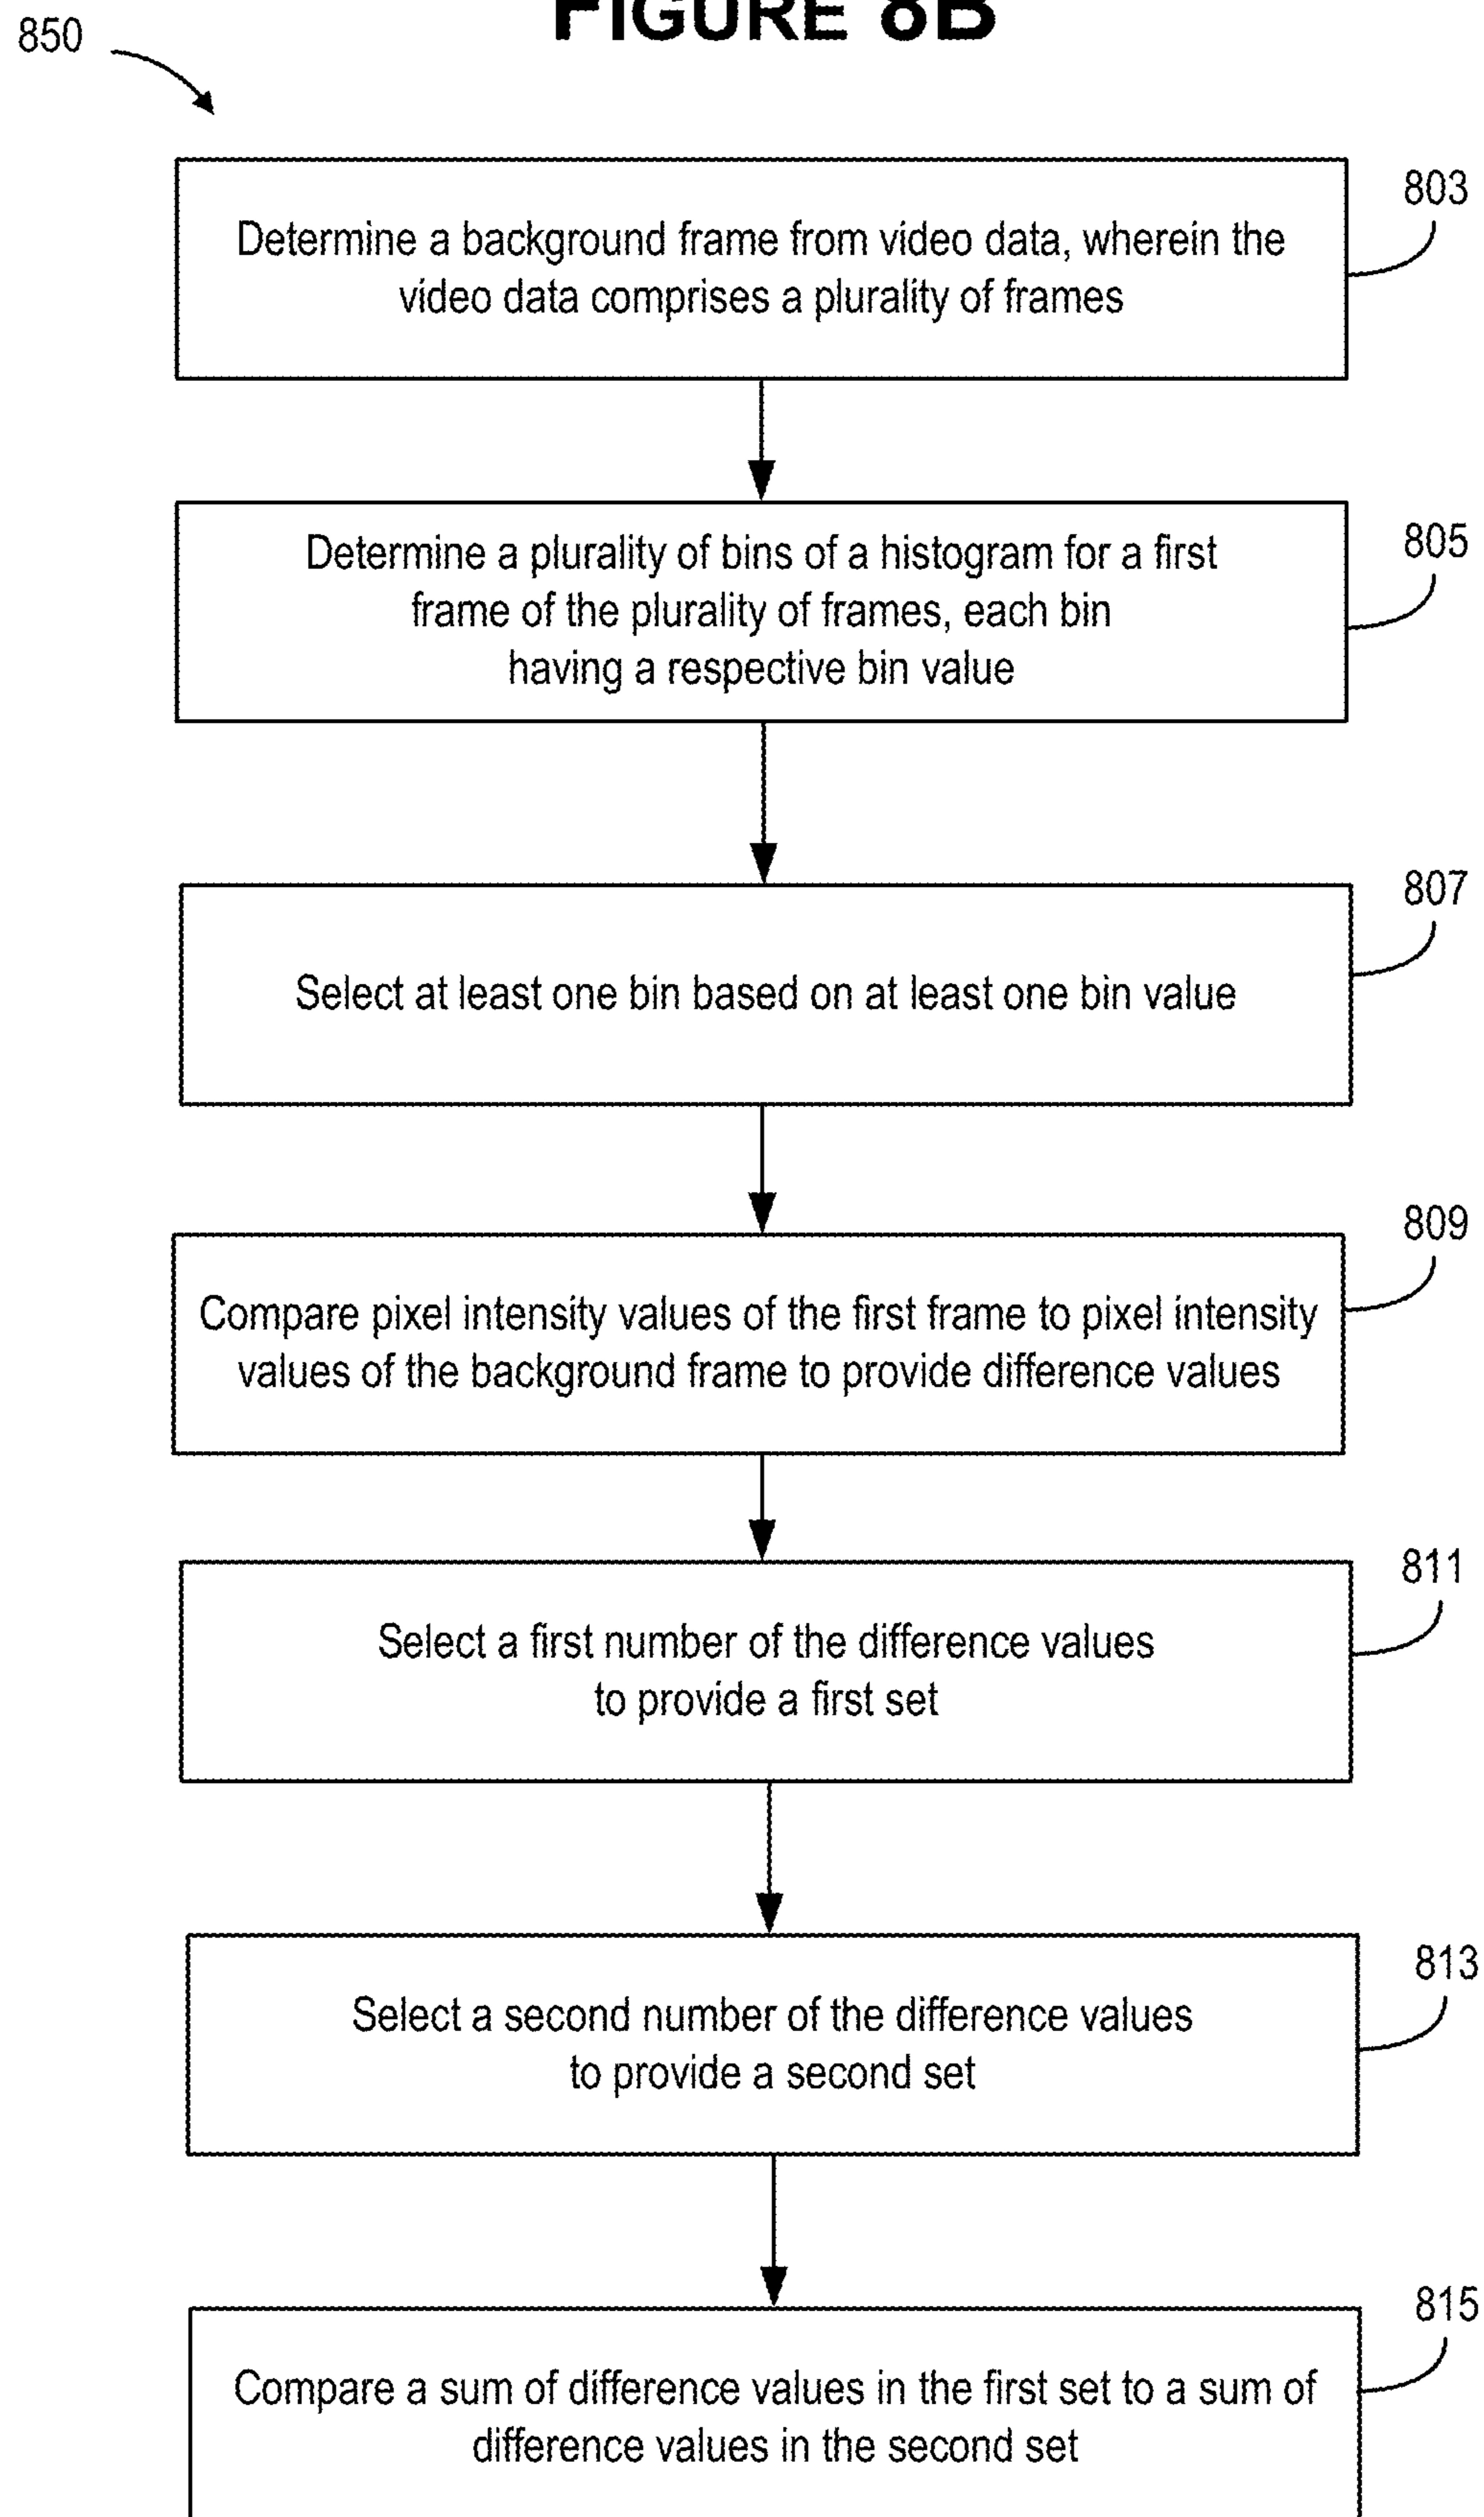 FIGURE 8B
850
803
Determine a background frame from video data, wherein the
video data comprises a plurality of frames
805
Determine a plurality of bins of a histogram for a first
frame of the plurality of frames, each bin
having a respective bin value
807
Select at least one bin based on at least one bin value
809
Compare pixel intensity values of the first frame to pixel intensity
values of the background frame to provide difference values
811
Select a first number of the difference values
to provide a first set
813
Select a second number of the difference values
to provide a second set
815
Compare a sum of difference values in the first set to a sum of
difference values in the second set